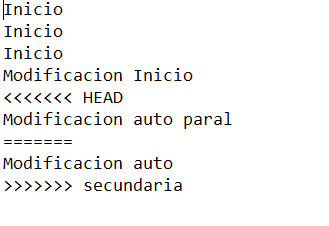 Inicio
Inicio
Inicio
Modificacion Inicio
<<<<<<< HEAD
Modificacion auto paral
=======
Modificacion auto
>>>>>>> secundaria